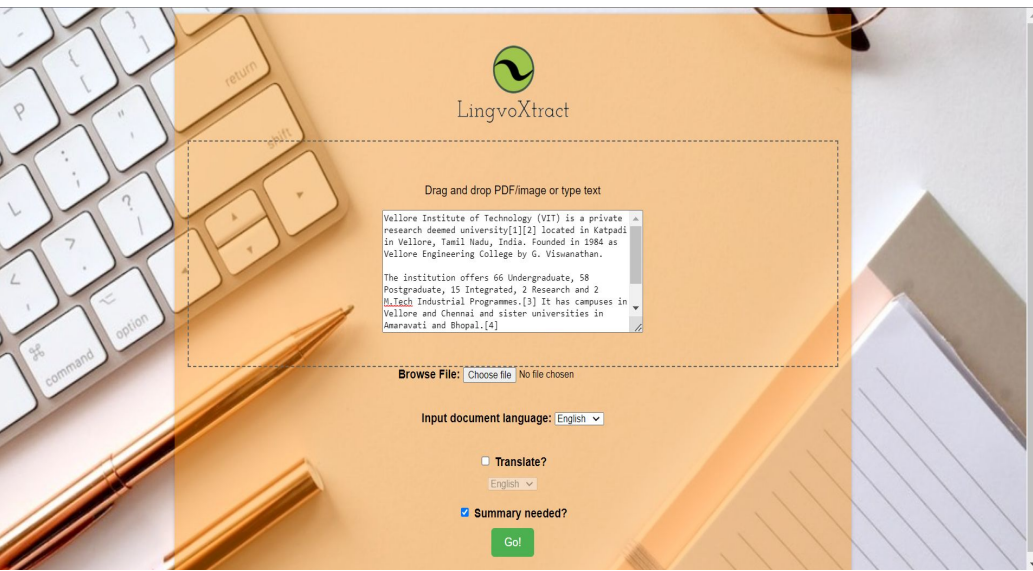 return
shift
option
command
P
L
LingvoXtract
Drag and drop PDF/image or type text
Vellore Institute of Technology (VIT) is a private
research deemed university[1][2] located in Katpadi
in Vellore, Tamil Nadu, India. Founded in 1984 as
Vellore Engineering College by G. Viswanathan.
The institution offers 66 Undergraduate, 58
Postgraduate, 15 Integrated, 2 Research and 2
M.Tech Industrial Programmes.[3] It has campuses in
Vellore and Chennai and sister universities in
Amaravati and Bhopal.[4]
Browse File: Choose file No file chosen
Input document language: English
Translate?
English
Summary needed?
Go!